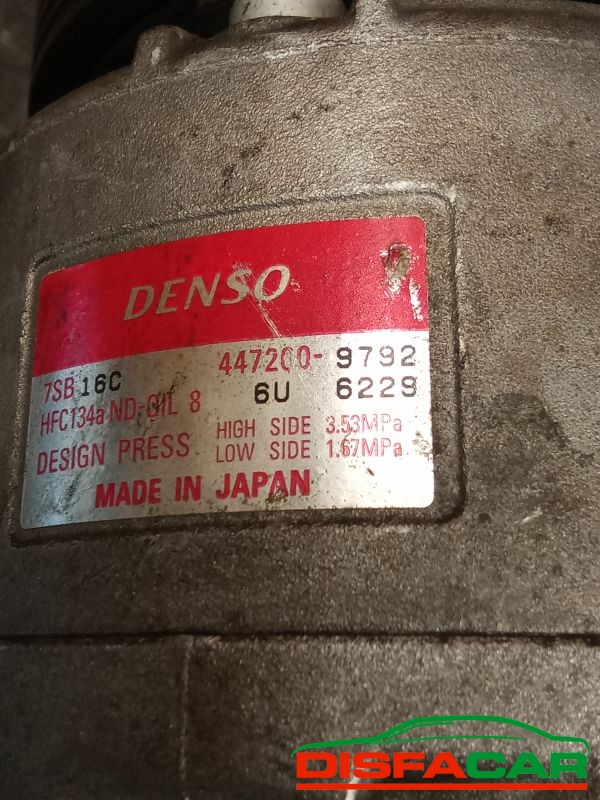 DENSO
7SB16C 447200-9792
6U 6229
HFC134a ND-OIL 8
DESIGN PRESS HIGH SIDE 3.53MPa
LOW SIDE 1.67MPa
MADE IN JAPAN
DISFACAR